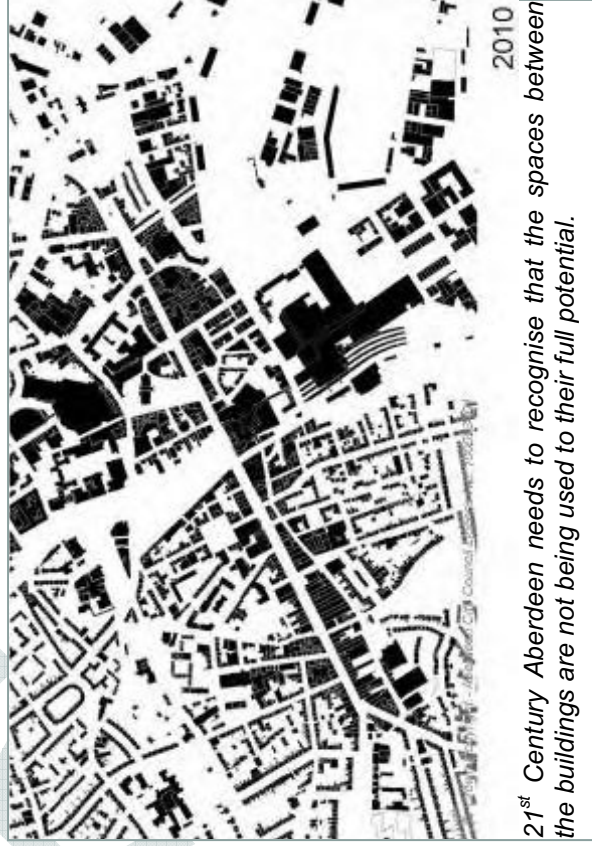 2010
21st Century Aberdeen needs to recognise that the spaces between
the buildings are not being used to their full potential.